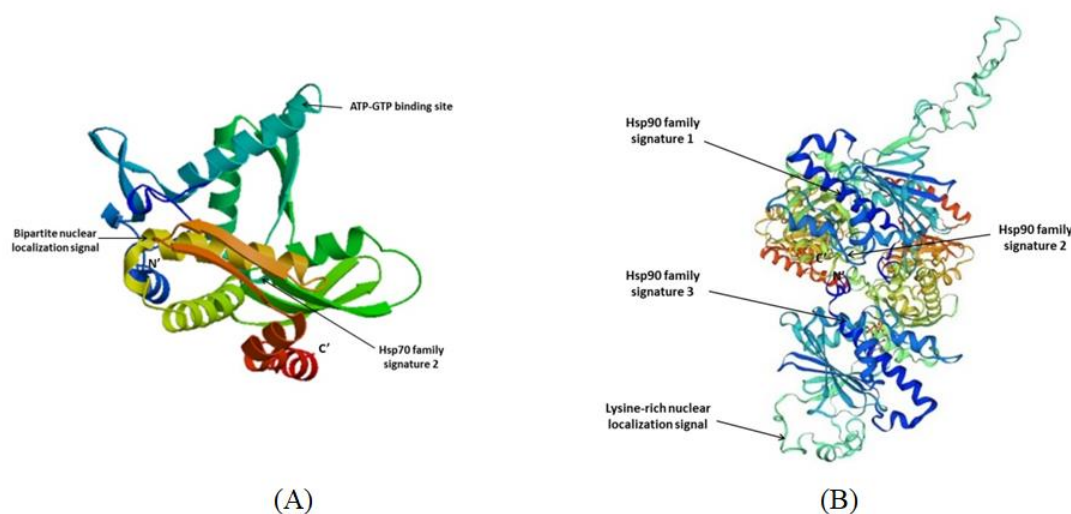 ATP-GTP binding site
Bipartite nuclear
localization signal
N’
Hsp70 family
signature 2
C’
(A)
Hsp90 family
signature 1
Hsp90 family
signature 2
C’
N’
Hsp90 family
signature 3
Lysine-rich nuclear
localization signal
(B)